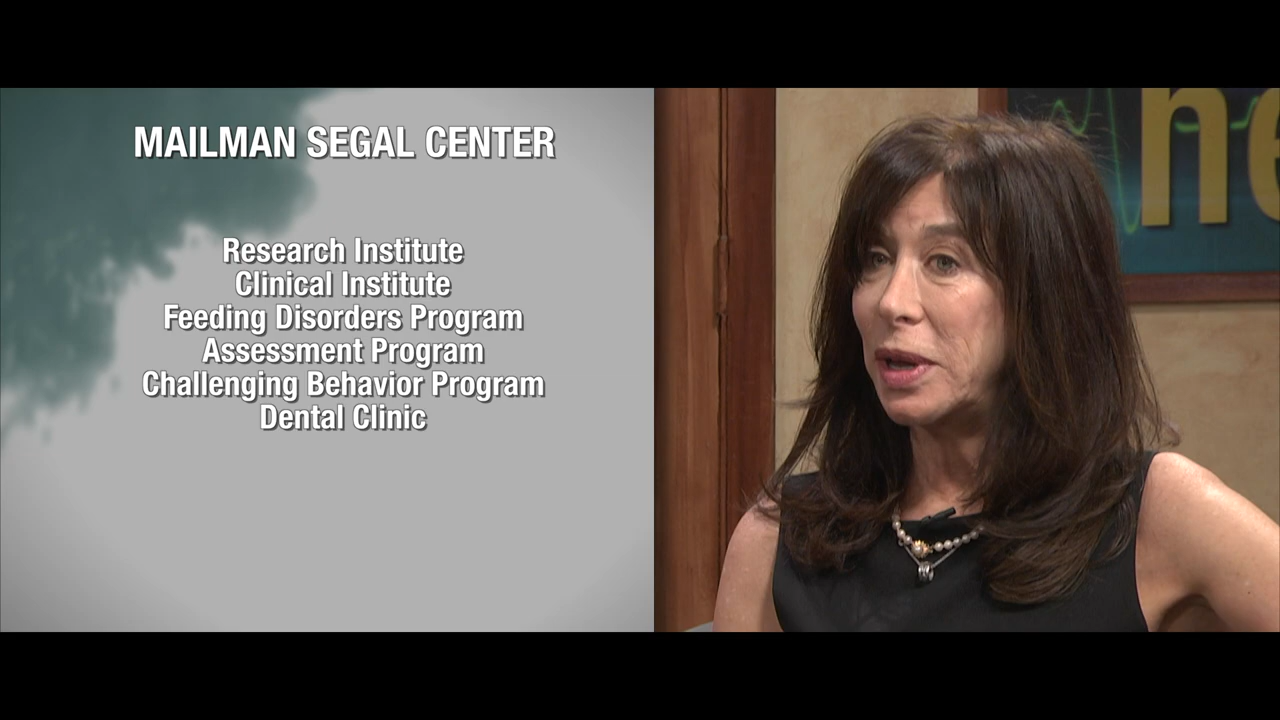 MAILMAN SEGAL CENTER
Research Institute
Clinical Institute
Feeding Disorders Program
Assessment Program
Challenging Behavior Program
Dental Clinic